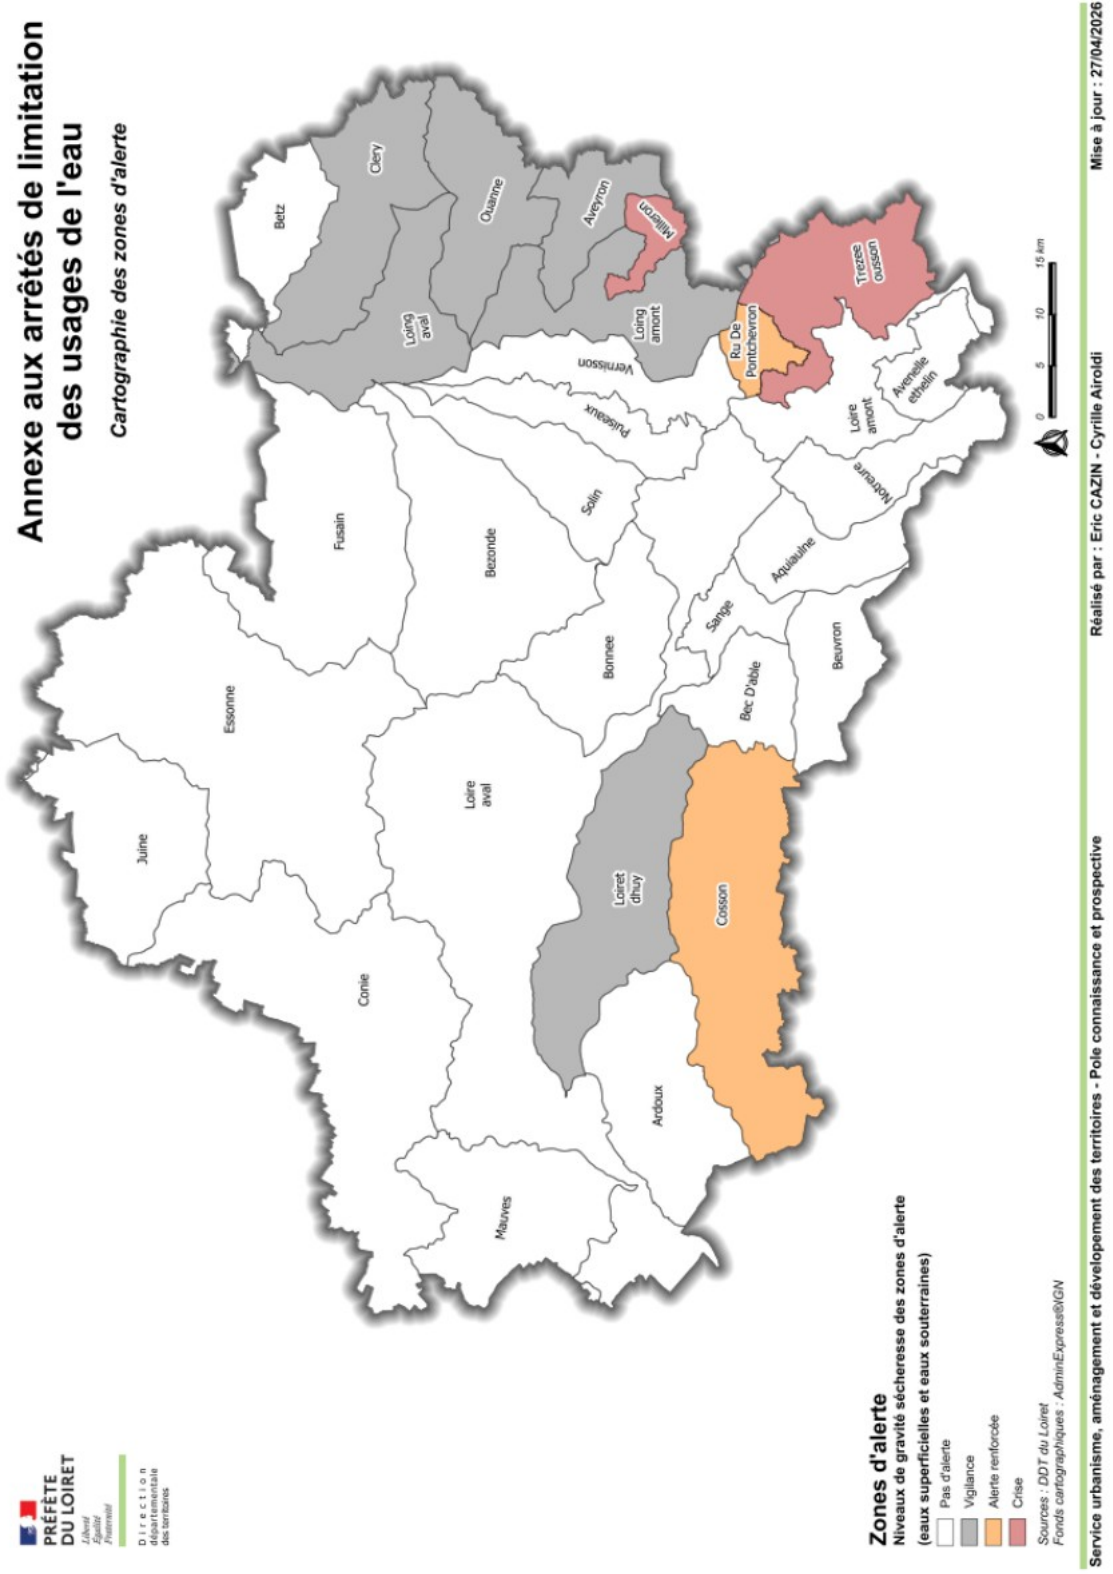 PRÉFÈTE
DU LOIRET
Liberté
Égalité
Fraternité
Direction
départementale
des territoires
Annexe aux arrêtés de limitation
des usages de l'eau
Cartographie des zones d'alerte
Juine
Essonne
Betz
Fusain
Conie
Clery
Loing
aval
Loire
aval
Bezonde
Ouanne
Mauves
Solin
Puiseaux
Vernisson
Aveyron
Bonnee
Loiret
dhuy
Milleron
Loing
amont
Ardoux
Sange
Cosson
Bec D'able
Ru De
Pontchevron
Aquiaulne
Beuvron
Notreure
Loire
amont
Trezee
ousson
Avenelle
ethelin
0 5 10 15 km
Zones d'alerte
Niveaux de gravité sécheresse des zones d'alerte
(eaux superficielles et eaux souterraines)
Pas d'alerte
Vigilance
Alerte renforcée
Crise
Sources : DDT du Loiret
Fonds cartographiques : AdminExpress®IGN
Service urbanisme, aménagement et dévelopement des territoires - Pole connaissance et prospective Réalisé par : Eric CAZIN - Cyrille Airoldi Mise à jour : 27/04/2026